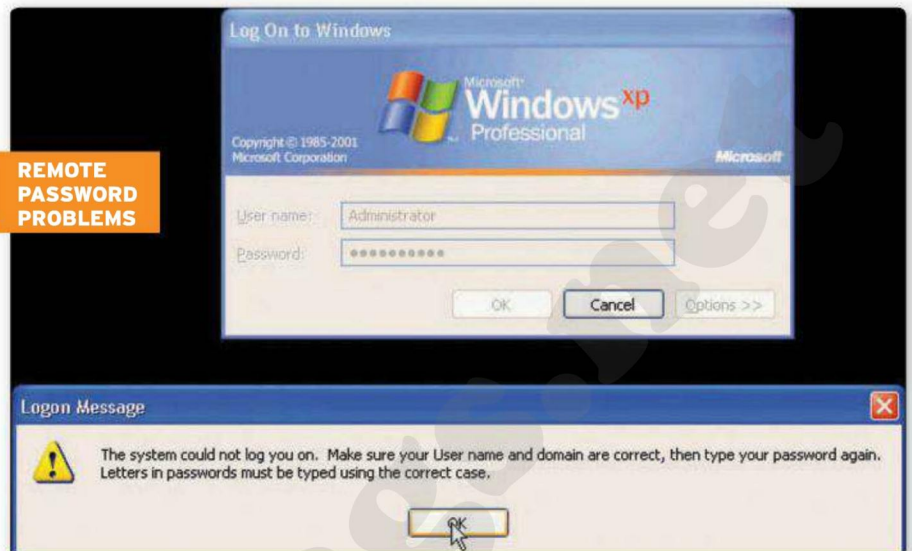 Log On to Windows
Microsoft
Windows xp
Professional
Copyright © 1985-2001
Microsoft Corporation
Microsoft
REMOTE
PASSWORD
PROBLEMS
User name:
Administrator
Password:
OK
Cancel
Options >>
Logon Message
The system could not log you on. Make sure your User name and domain are correct, then type your password again.
Letters in passwords must be typed using the correct case.
OK